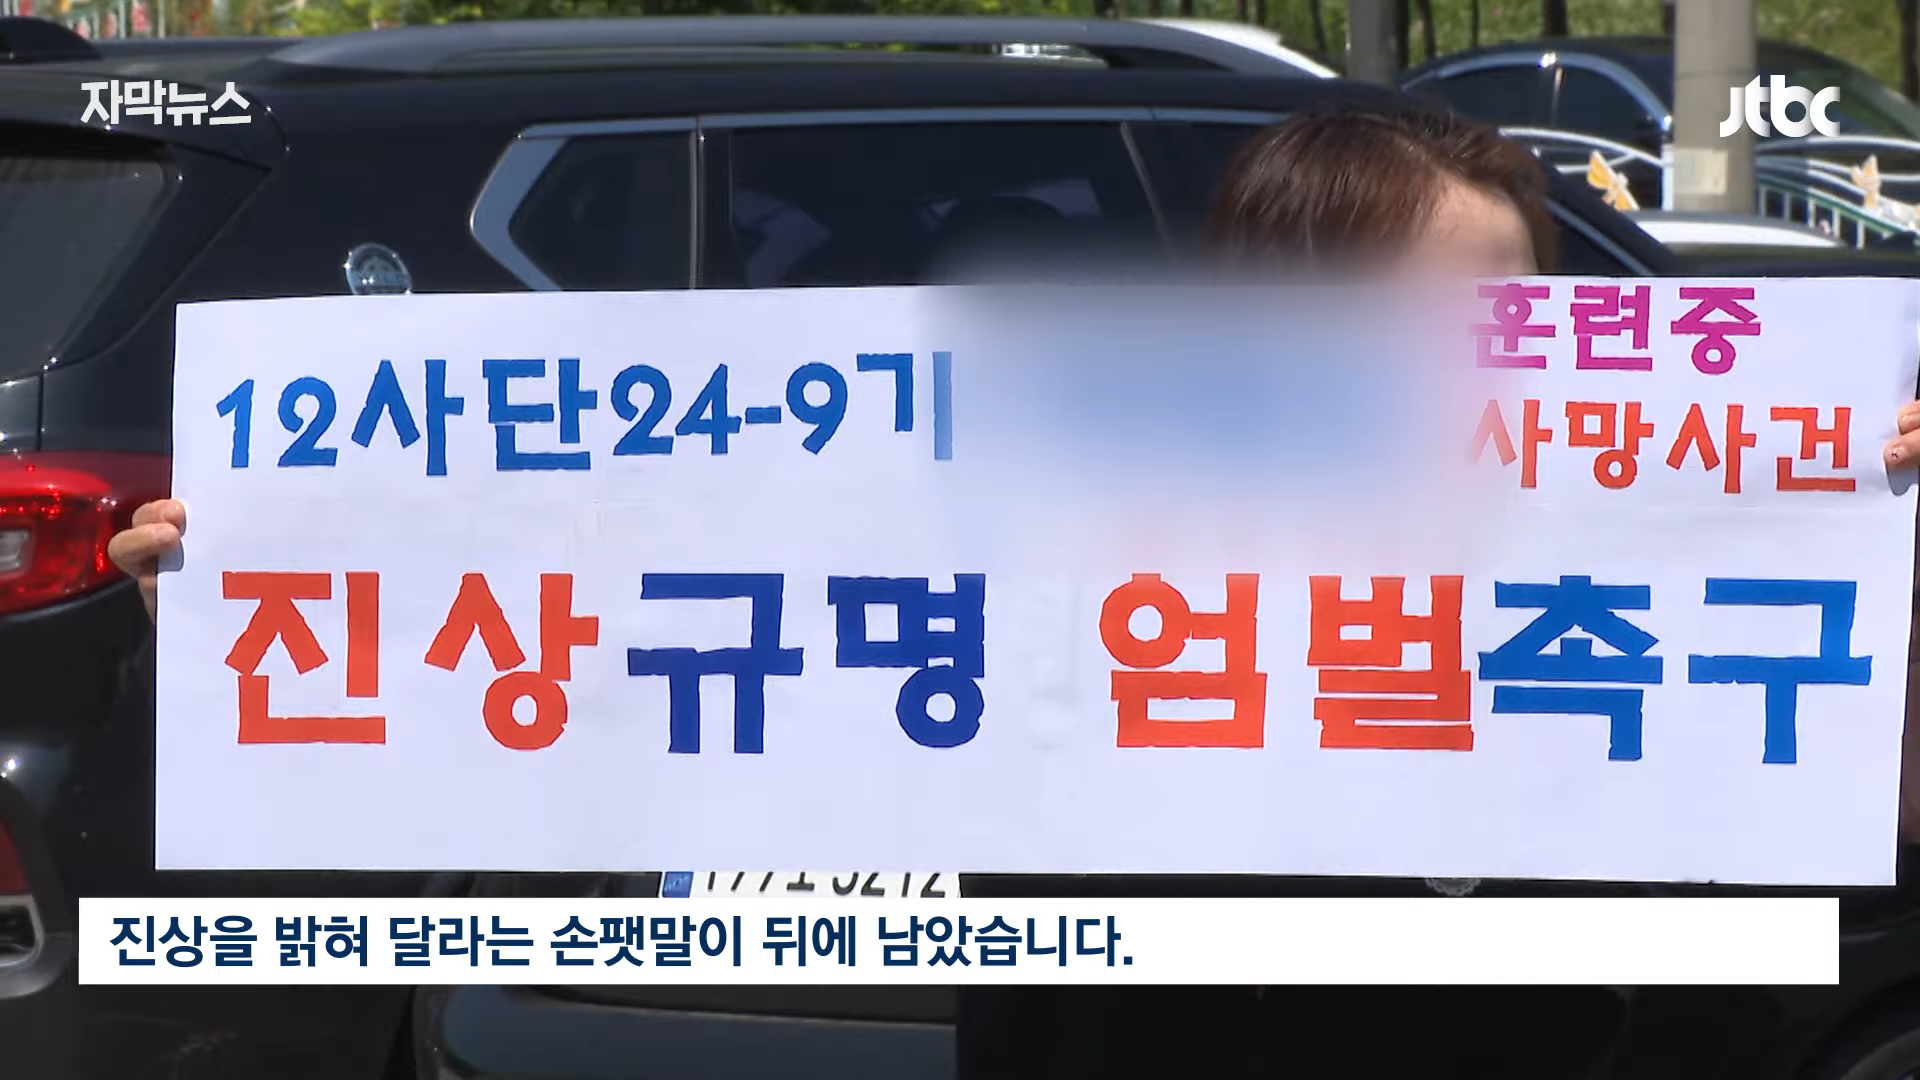 자막뉴스
jtbc
12사단24-9기
훈련중
사망사건
진상규명 엄벌촉구
진상을 밝혀 달라는 손팻말이 뒤에 남았습니다.